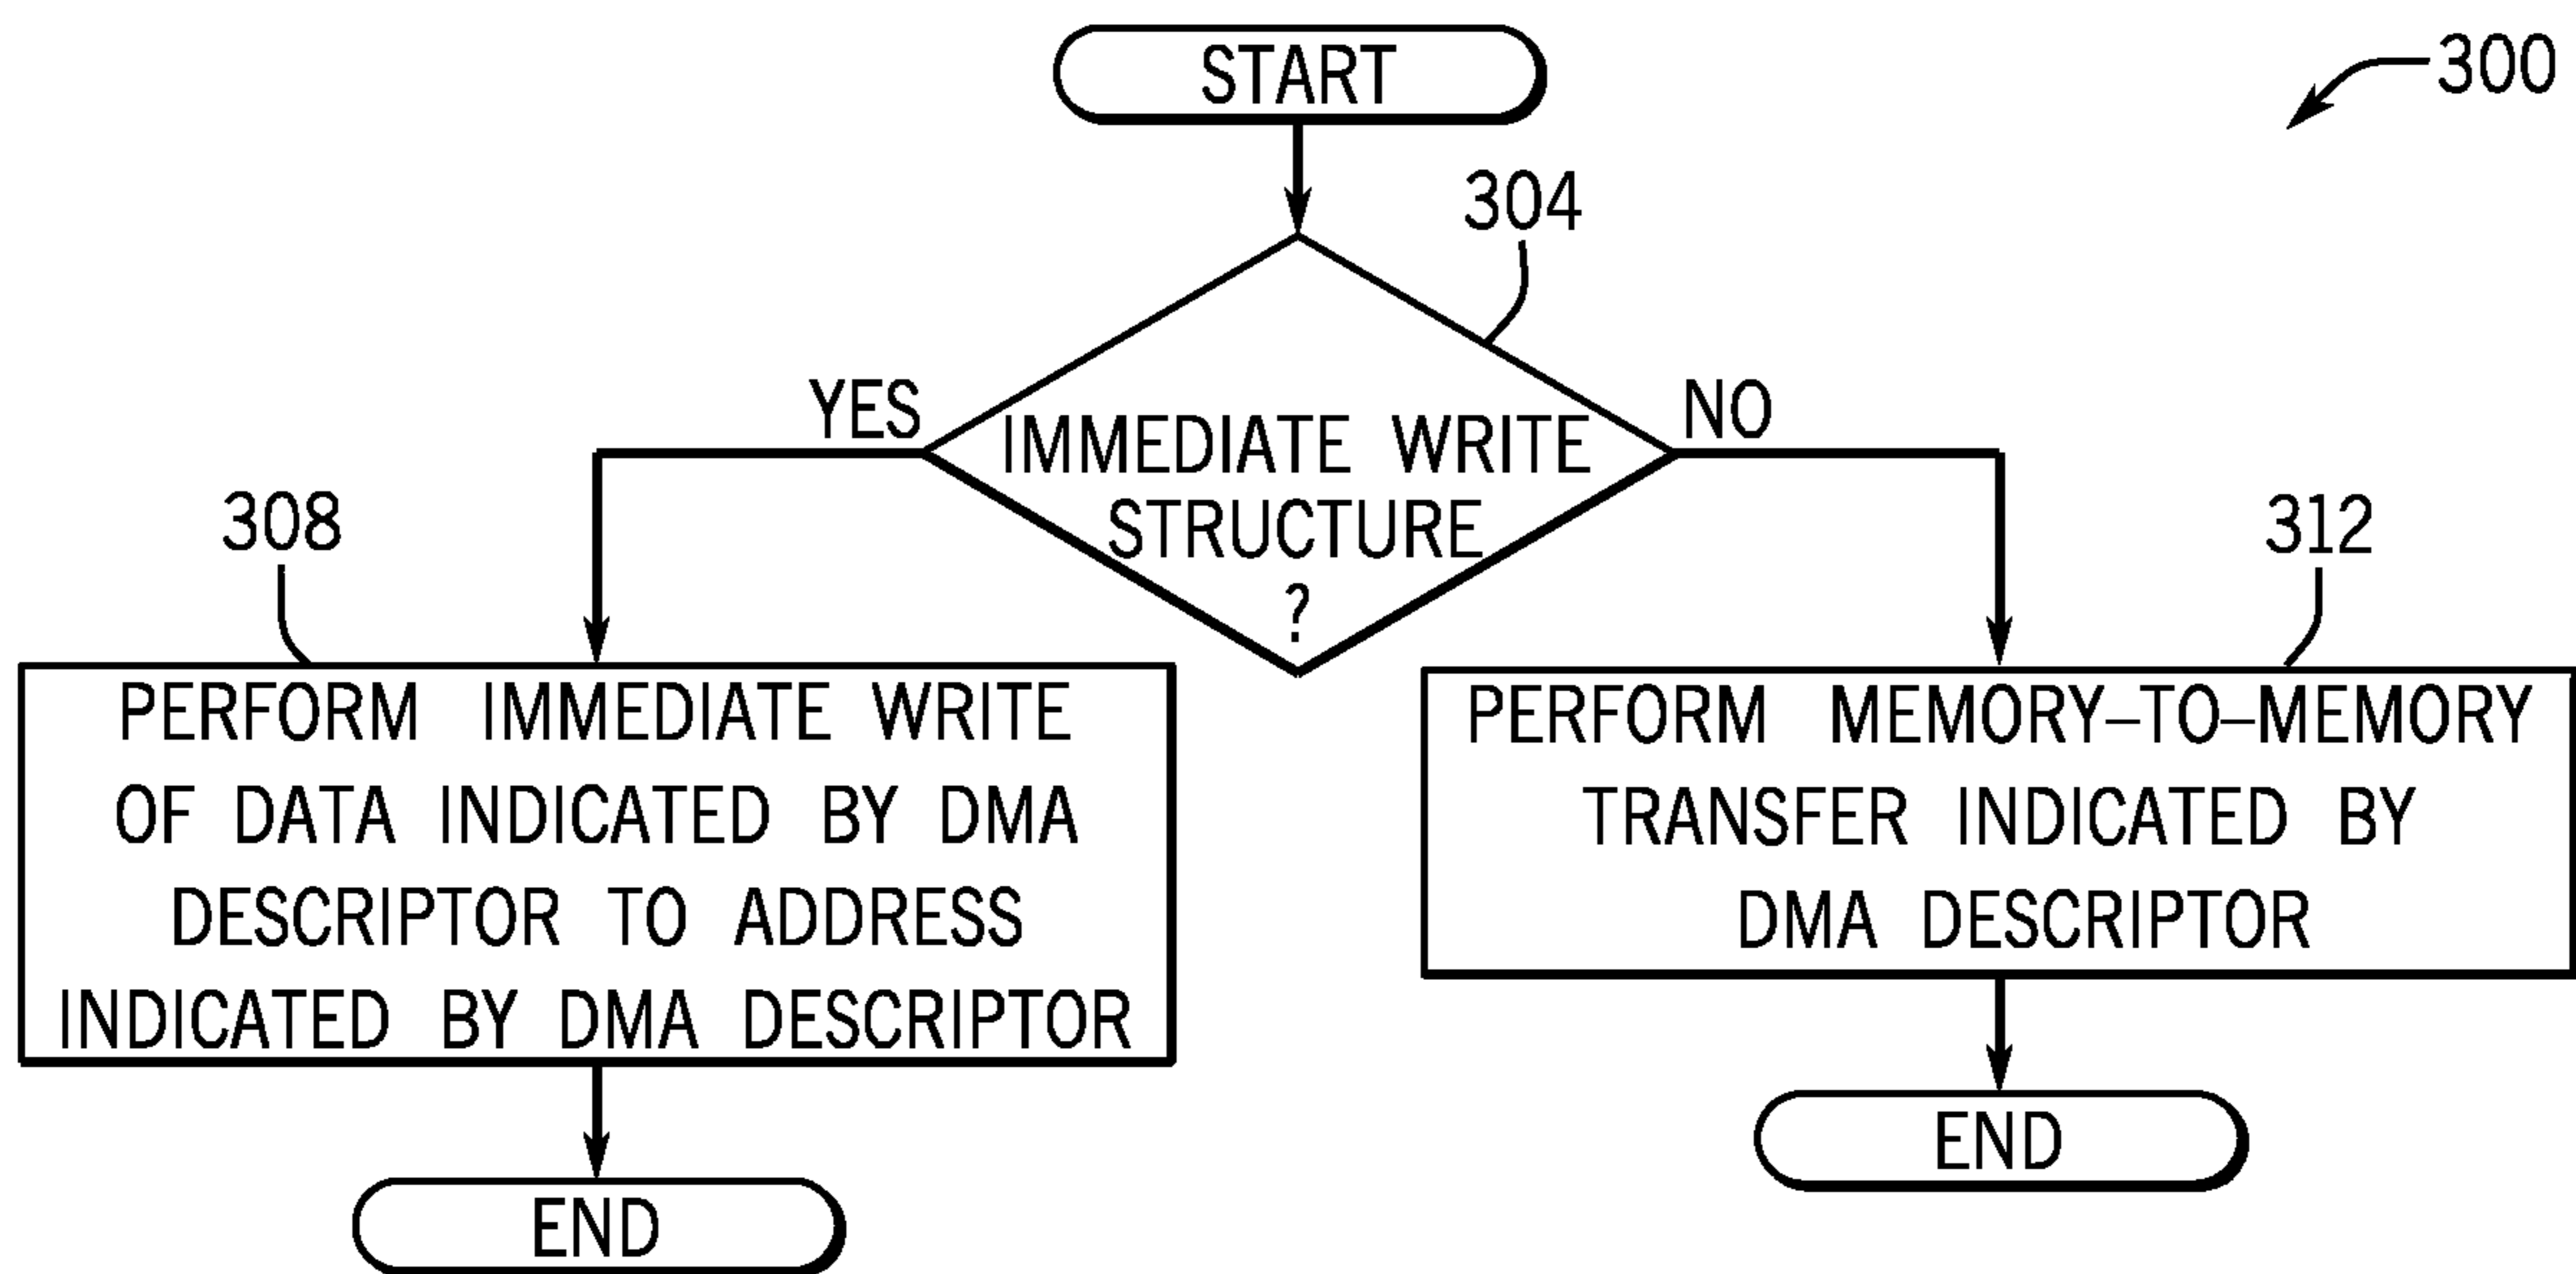 START
300
304
YES
NO
IMMEDIATE WRITE
STRUCTURE
?
308
312
PERFORM IMMEDIATE WRITE
OF DATA INDICATED BY DMA
DESCRIPTOR TO ADDRESS
INDICATED BY DMA DESCRIPTOR
PERFORM MEMORY–TO–MEMORY
TRANSFER INDICATED BY
DMA DESCRIPTOR
END
END